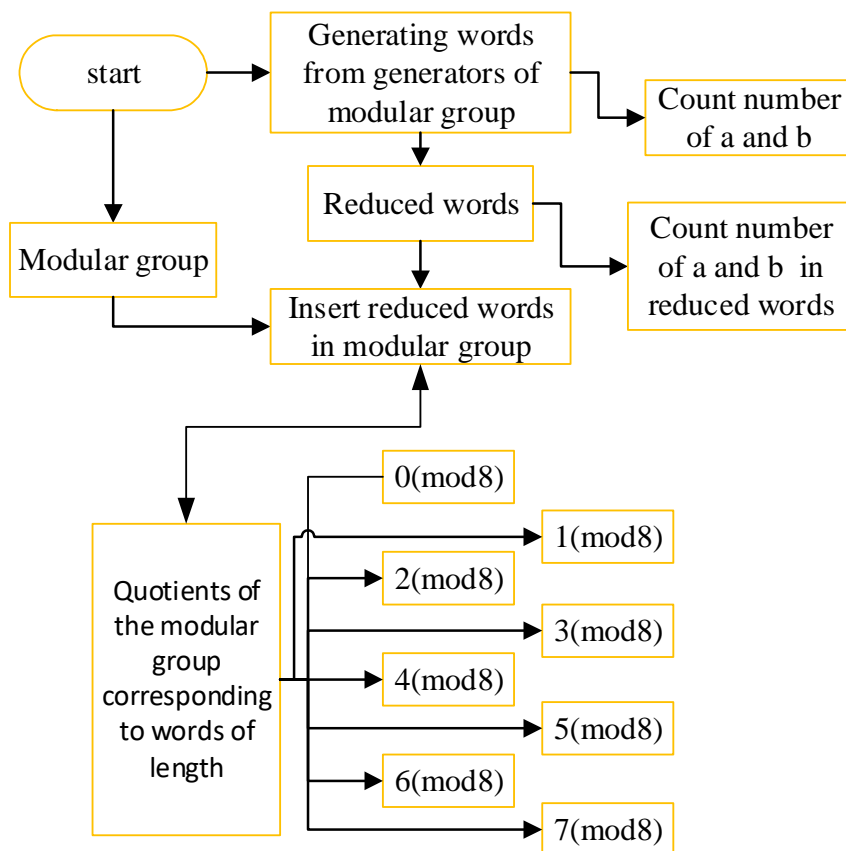 start
Generating words
from generators of
modular group
Count number
of a and b
Reduced words
Count number
of a and b in
reduced words
Modular group
Insert reduced words
in modular group
0(mod8)
1(mod8)
2(mod8)
3(mod8)
4(mod8)
5(mod8)
6(mod8)
7(mod8)
Quotients of
the modular
group
corresponding
to words of
length